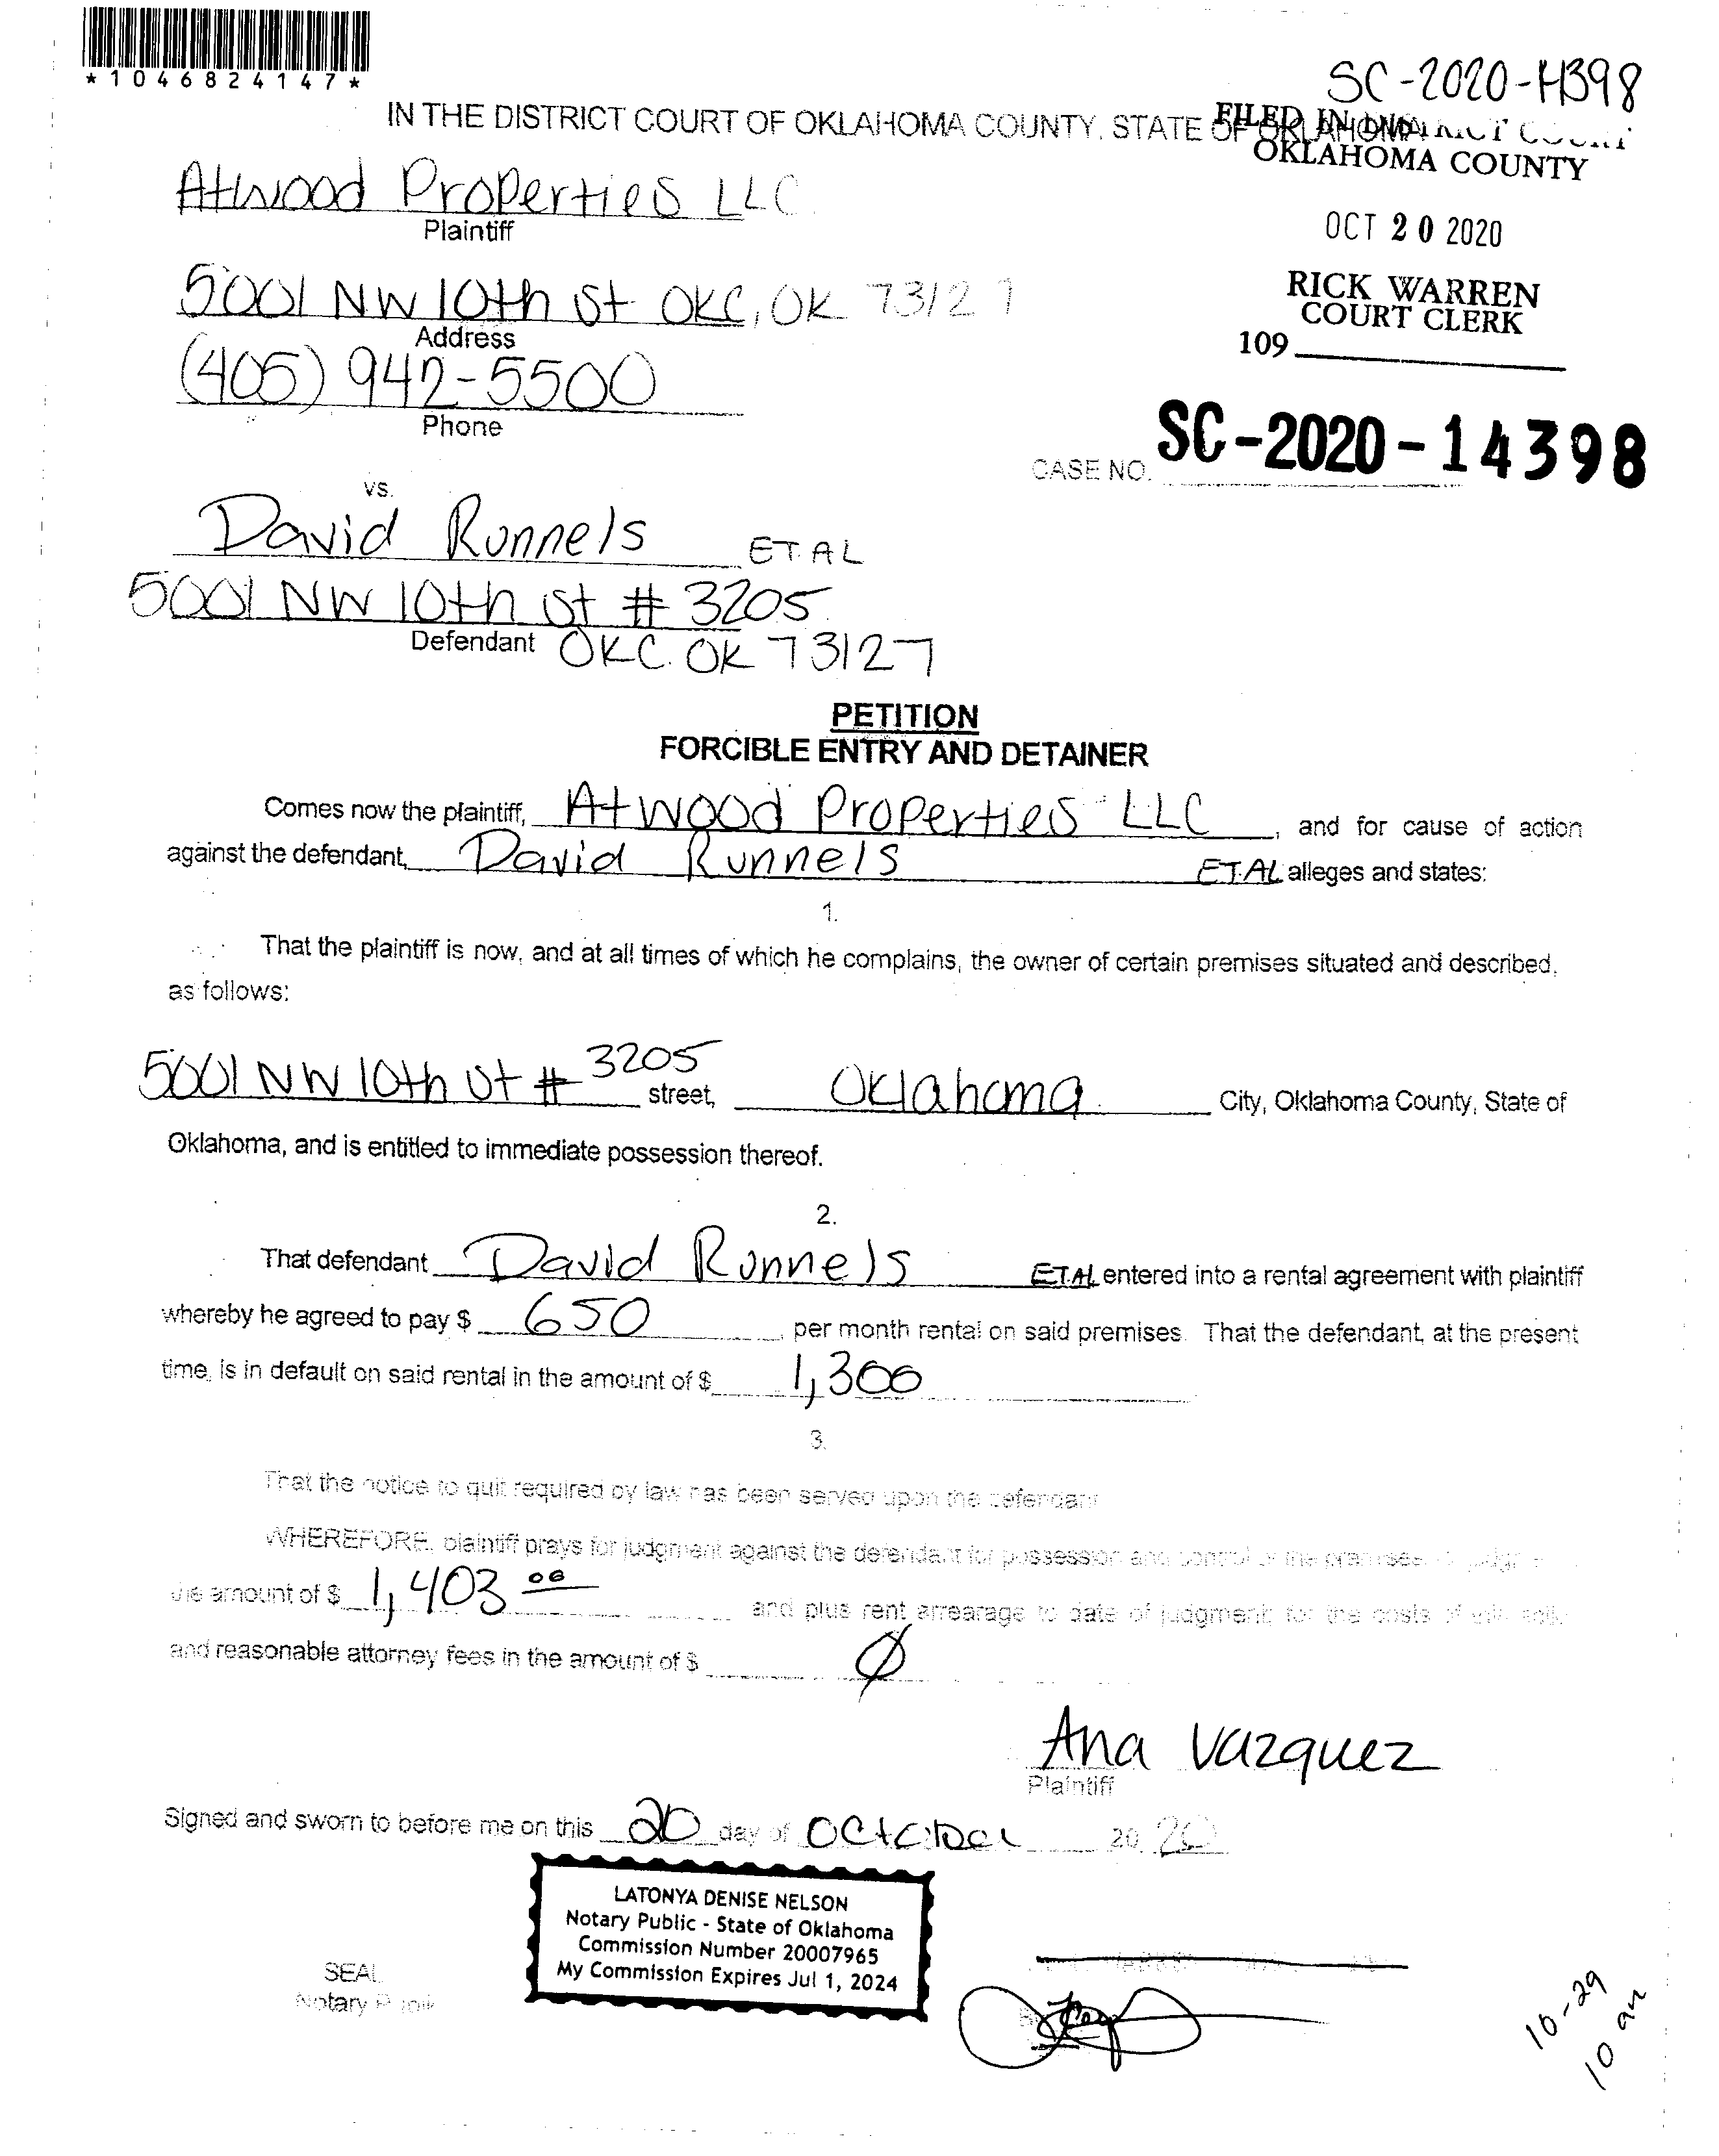 *1046824147*
SC-2020-14398
IN THE DISTRICT COURT OF OKLAHOMA COUNTY, STATE OF OKLAHOMA
FILED IN DISTRICT COURT
OKLAHOMA COUNTY
Atwood Properties LLC
Plaintiff
OCT 20 2020
5001 NW 10th St OKC, OK 73127
Address
RICK WARREN
COURT CLERK
109
(405) 942-5500
Phone
CASE NO. SC-2020-14398
vs.
David Runnels ET AL
5001 NW 10th St # 3205
Defendant OKC. OK 73127
PETITION
FORCIBLE ENTRY AND DETAINER
Comes now the plaintiff, Atwood Properties LLC, and for cause of action
against the defendant, David Runnels ET.AL alleges and states:
1.
That the plaintiff is now, and at all times of which he complains, the owner of certain premises situated and described,
as follows:
5001 NW 10th St # 3205 street, Oklahoma City, Oklahoma County, State of
Oklahoma, and is entitled to immediate possession thereof.
2.
That defendant David Runnels ET.AL entered into a rental agreement with plaintiff
whereby he agreed to pay $ 650 per month rental on said premises. That the defendant, at the present
time, is in default on said rental in the amount of $ 1,300
3.
That the notice to quit required by law has been served upon the defendant
WHEREFORE, plaintiff prays for judgment against the defendant for possession and control of the premises
the amount of $ 1,403 00 and plus rent arrearage to date of judgment; for the costs of
and reasonable attorney fees in the amount of $ Ø
Ana Vazquez
Plaintiff
Signed and sworn to before me on this 20 day of October 20 20
LATONYA DENISE NELSON
Notary Public - State of Oklahoma
Commission Number 20007965
My Commission Expires Jul 1, 2024
SEAL
Notary Public
10-29
10 am